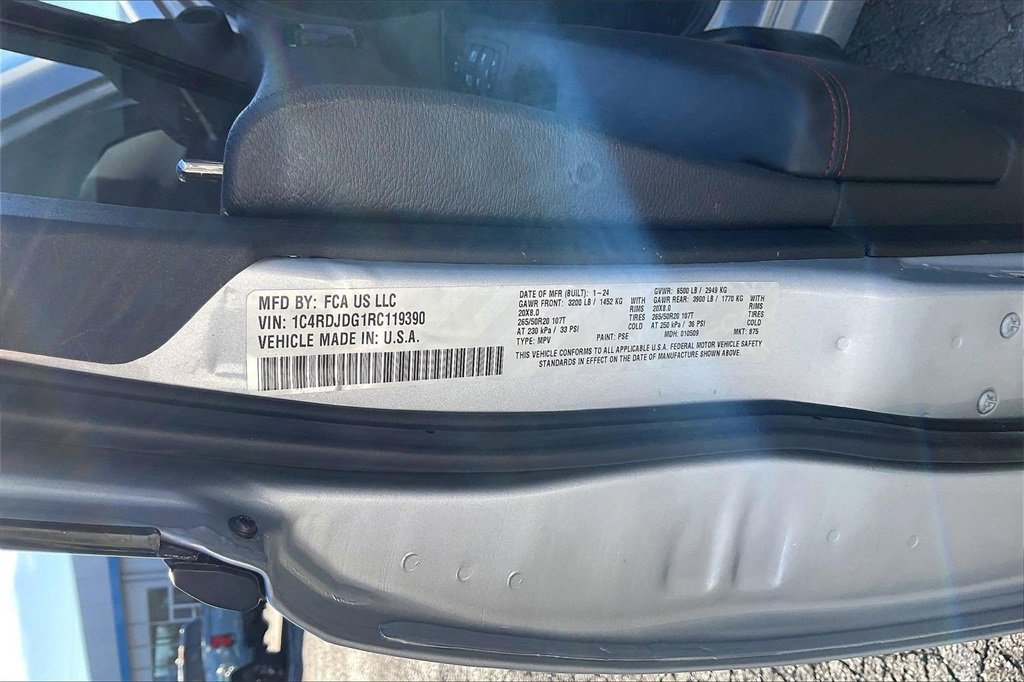 MFD BY: FCA US LLC
VIN: 1C4RDJDG1RC119390
VEHICLE MADE IN: U.S.A.
DATE OF MFR (BUILT): 1-24
GAWR FRONT: 3200 LB / 1452 KG WITH
20X8.0 RIMS
265/50R20 107T TIRES
AT 230 kPa / 33 PSI COLD
TYPE: MPV PAINT: PSE
GVWR: 6500 LB / 2949 KG
GAWR REAR: 3900 LB / 1770 KG WITH
20X8.0 RIMS
265/50R20 107T TIRES
AT 250 kPa / 36 PSI COLD
MDH: 010509 MKT: 875
THIS VEHICLE CONFORMS TO ALL APPLICABLE U.S.A. FEDERAL MOTOR VEHICLE SAFETY
STANDARDS IN EFFECT ON THE DATE OF MANUFACTURE SHOWN ABOVE.